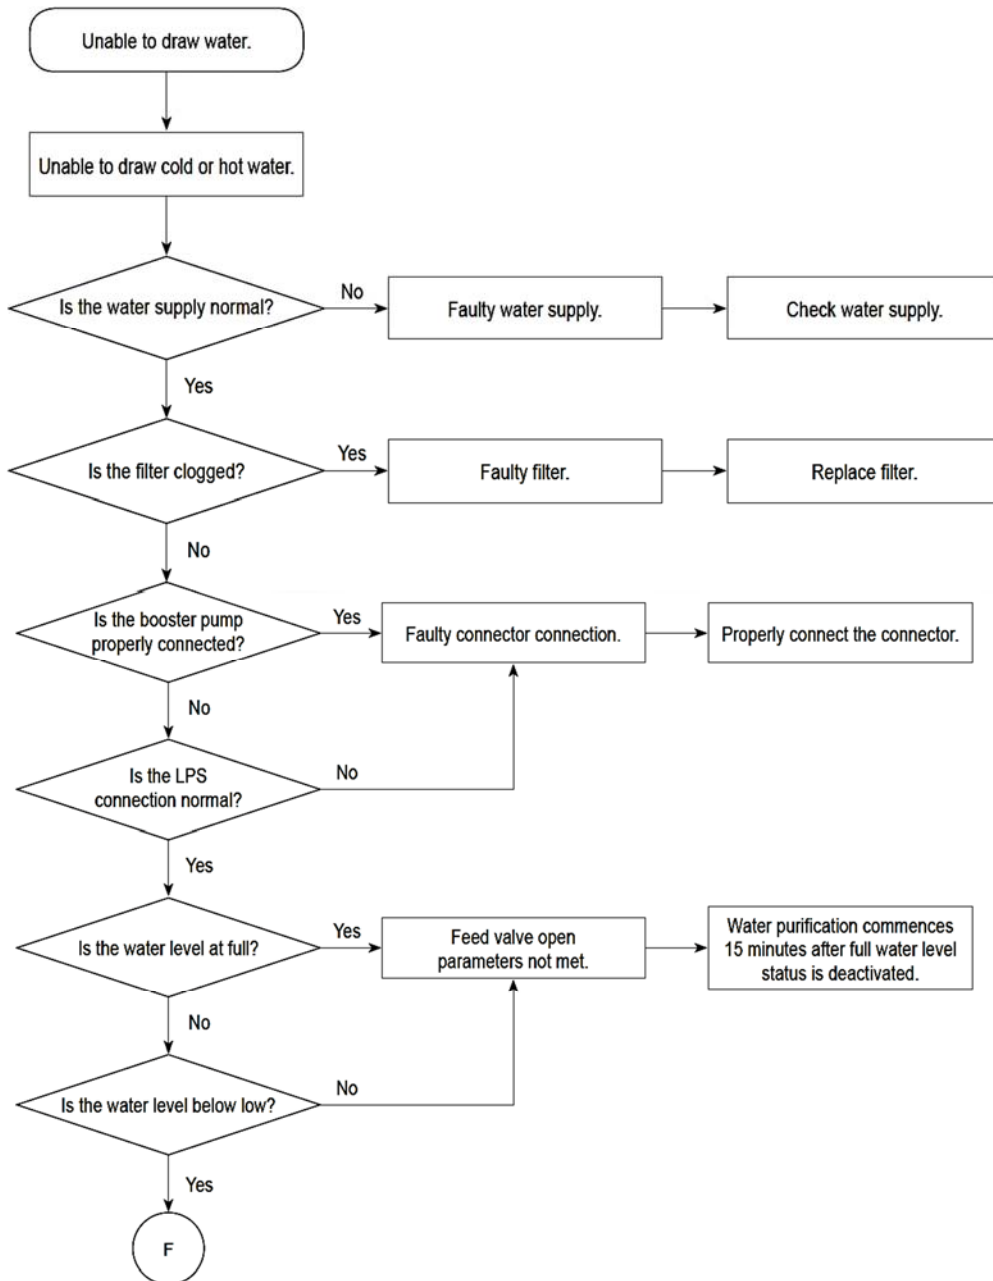 Unable to draw water.
Unable to draw cold or hot water.
Is the water supply normal?
No
Faulty water supply.
Check water supply.
Yes
Is the filter clogged?
Yes
Faulty filter.
Replace filter.
No
Is the booster pump
properly connected?
Yes
Faulty connector connection.
Properly connect the connector.
No
Is the LPS
connection normal?
No
Yes
Is the water level at full?
Yes
Feed valve open
parameters not met.
Water purification commences
15 minutes after full water level
status is deactivated.
No
Is the water level below low?
No
Yes
F